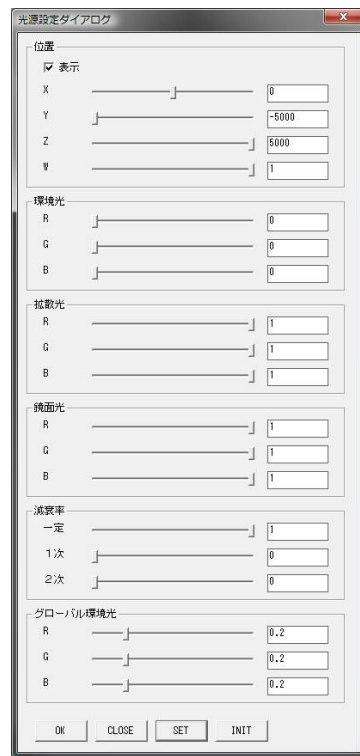 光源設定ダイアログ
位置
表示
X 0
Y -5000
Z 5000
W 1
環境光
R 0
G 0
B 0
拡散光
R 1
G 1
B 1
鏡面光
R 1
G 1
B 1
減衰率
一定 1
1次 0
2次 0
グローバル環境光
R 0.2
G 0.2
B 0.2
OK CLOSE SET INIT